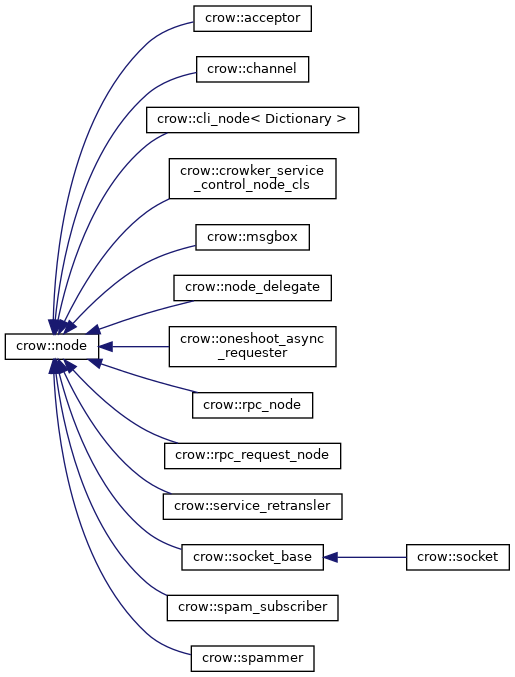 crow::acceptor
crow::channel
crow::cli_node< Dictionary >
crow::crowker_service
_control_node_cls
crow::msgbox
crow::node_delegate
crow::node
crow::oneshoot_async
_requester
crow::rpc_node
crow::rpc_request_node
crow::service_retransler
crow::socket_base
crow::socket
crow::spam_subscriber
crow::spammer